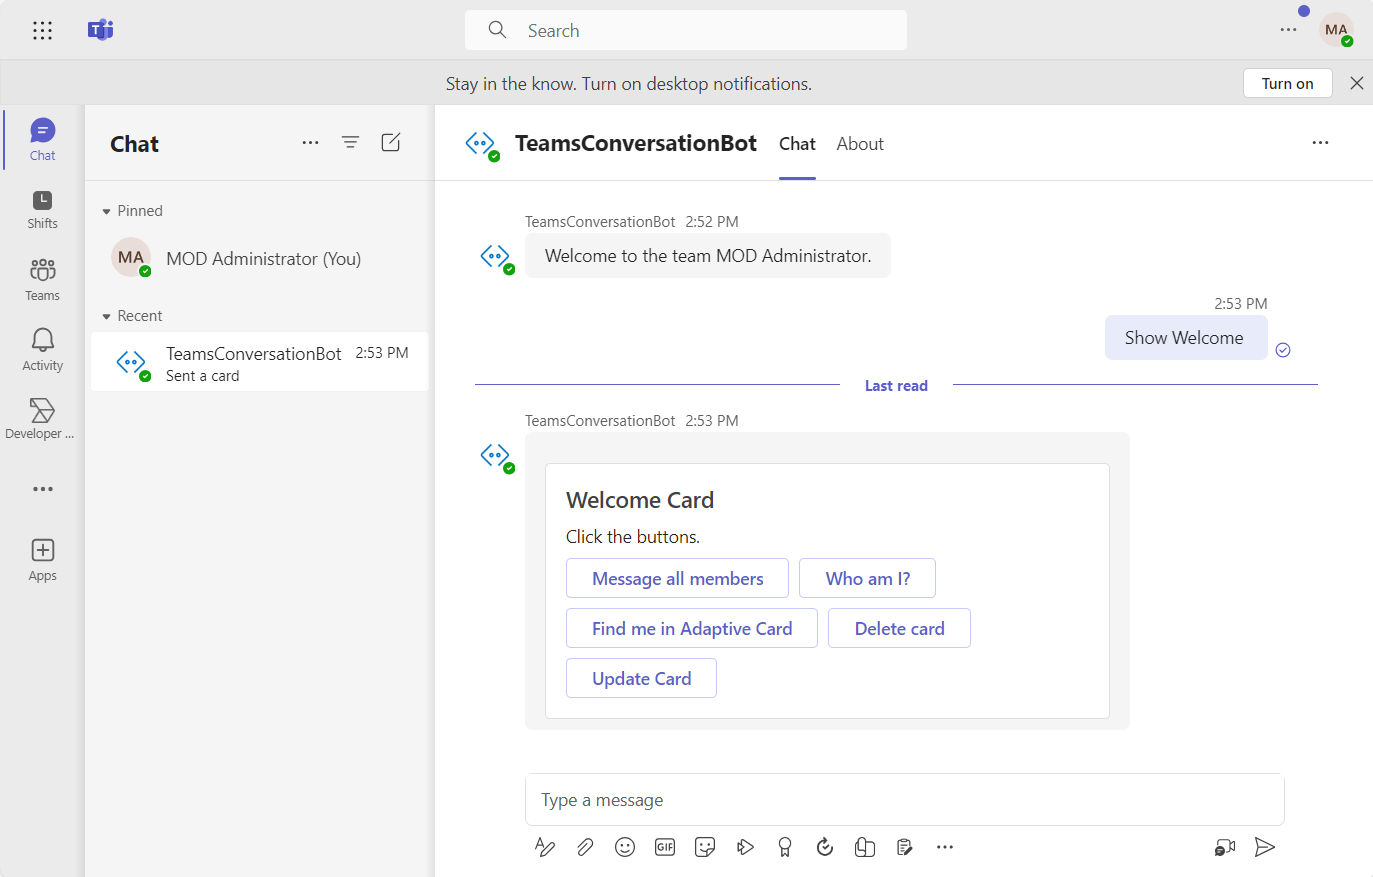 Search
MA
Stay in the know. Turn on desktop notifications.
Turn on
Chat
Shifts
Teams
Activity
Developer ...
Apps
Chat
Pinned
MA
MOD Administrator (You)
Recent
TeamsConversationBot 2:53 PM
Sent a card
TeamsConversationBot Chat About
TeamsConversationBot 2:52 PM
Welcome to the team MOD Administrator.
2:53 PM
Show Welcome
Last read
TeamsConversationBot 2:53 PM
Welcome Card
Click the buttons.
Message all members Who am I?
Find me in Adaptive Card Delete card
Update Card
Type a message
GIF